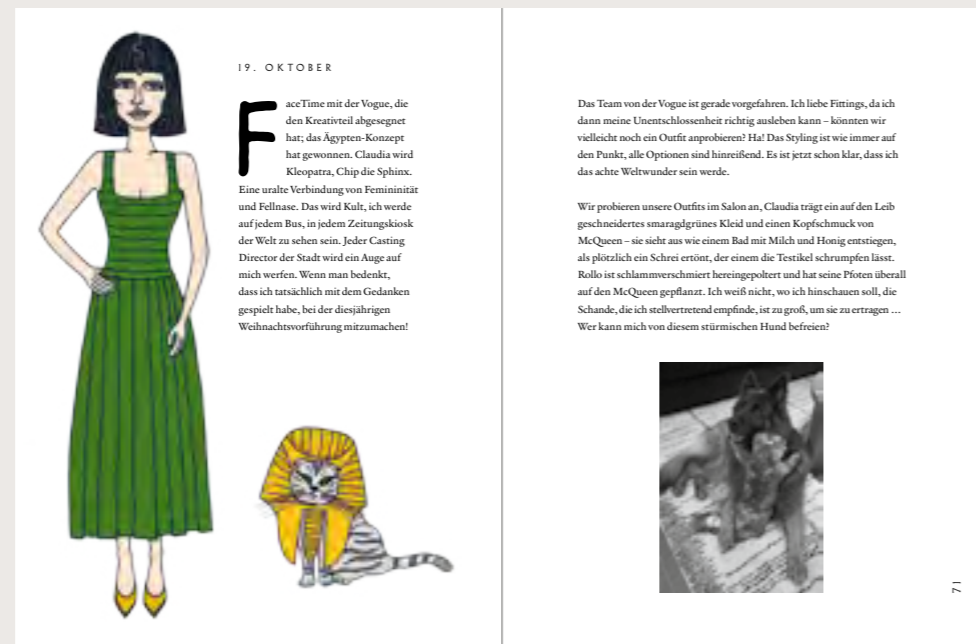 19. OKTOBER
FaceTime mit der Vogue, die
den Kreativteil abgesegnet
hat; das Ägypten-Konzept
hat gewonnen. Claudia wird
Kleopatra, Chip die Sphinx.
Eine uralte Verbindung von Femininität
und Fellnase. Das wird Kult, ich werde
auf jedem Bus, in jedem Zeitungskiosk
der Welt zu sehen sein. Jeder Casting
Director der Stadt wird ein Auge auf
mich werfen. Wenn man bedenkt,
dass ich tatsächlich mit dem Gedanken
gespielt habe, bei der diesjährigen
Weihnachtsvorführung mitzumachen!
Das Team von der Vogue ist gerade vorgefahren. Ich liebe Fittings, da ich
dann meine Unentschlossenheit richtig ausleben kann – könnten wir
vielleicht noch ein Outfit anprobieren? Ha! Das Styling ist wie immer auf
den Punkt, alle Optionen sind hinreißend. Es ist jetzt schon klar, dass ich
das achte Weltwunder sein werde.
Wir probieren unsere Outfits im Salon an, Claudia trägt ein auf den Leib
geschneidertes smaragdgrünes Kleid und einen Kopfschmuck von
McQueen – sie sieht aus wie einem Bad mit Milch und Honig entstiegen,
als plötzlich ein Schrei ertönt, der einem die Testikel schrumpfen lässt.
Rollo ist schlammverschmiert hereingepoltert und hat seine Pfoten überall
auf den McQueen gepflanzt. Ich weiß nicht, wo ich hinschauen soll, die
Schande, die ich stellvertretend empfinde, ist zu groß, um sie zu ertragen …
Wer kann mich von diesem stürmischen Hund befreien?
71